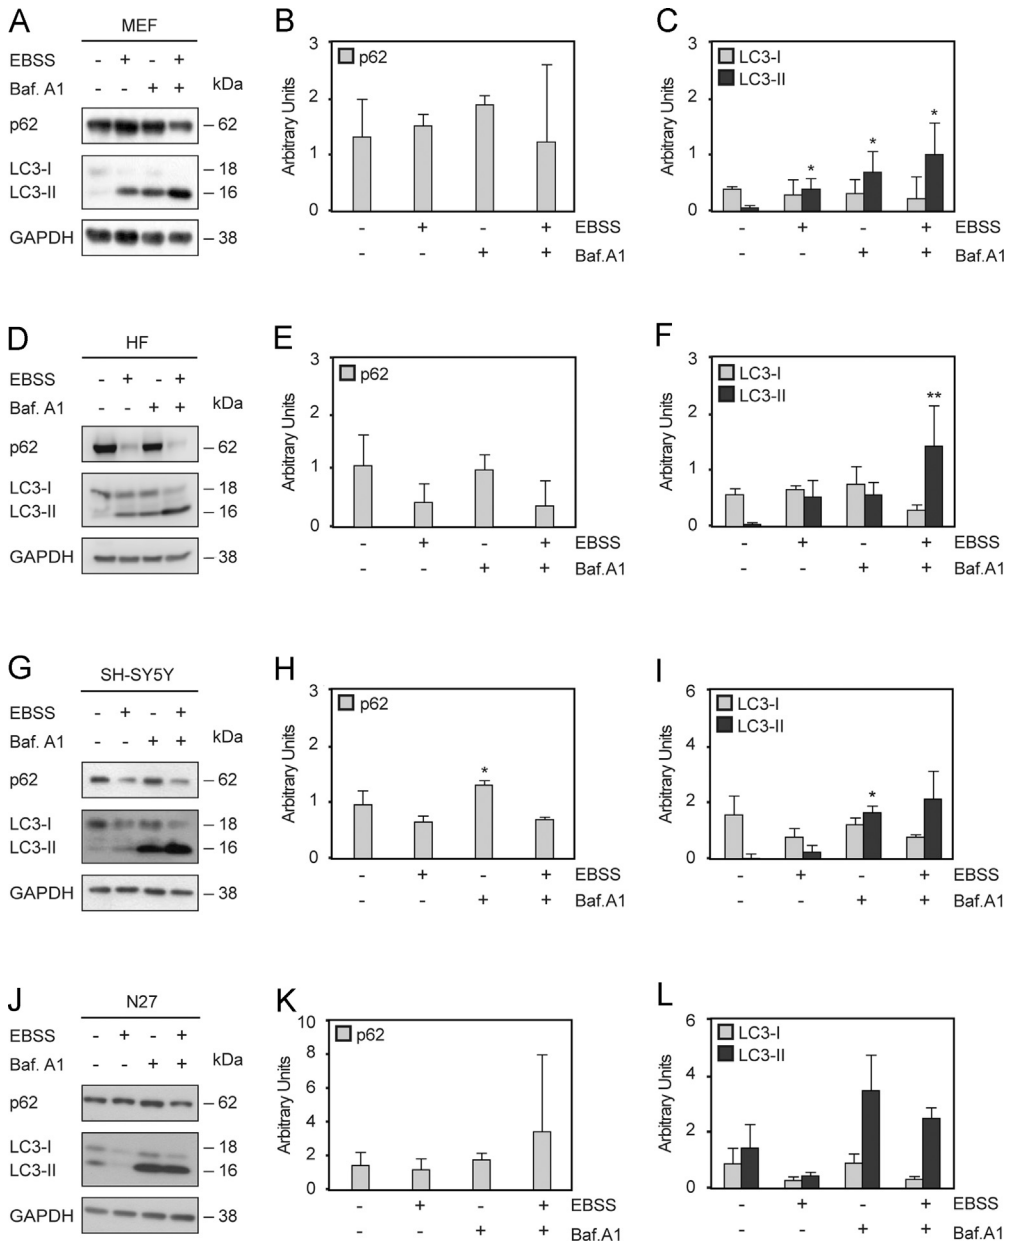 A
MEF
EBSS - + - +
Baf. A1 - - + + kDa
p62 – 62
LC3-I – 18
LC3-II – 16
GAPDH – 38
B
3
2
1
0
Arbitrary Units
p62
- + - + EBSS
- - + + Baf.A1
C
3
2
1
0
Arbitrary Units
LC3-I
LC3-II
* * *
- + - + EBSS
- - + + Baf.A1
D
HF
EBSS - + - +
Baf. A1 - - + + kDa
p62 – 62
LC3-I – 18
LC3-II – 16
GAPDH – 38
E
3
2
1
0
Arbitrary Units
p62
- + - + EBSS
- - + + Baf.A1
F
3
2
1
0
Arbitrary Units
LC3-I
LC3-II
**
- + - + EBSS
- - + + Baf.A1
G
SH-SY5Y
EBSS - + - +
Baf. A1 - - + + kDa
p62 – 62
LC3-I – 18
LC3-II – 16
GAPDH – 38
H
3
2
1
0
Arbitrary Units
p62
*
- + - + EBSS
- - + + Baf.A1
I
6
4
2
0
Arbitrary Units
LC3-I
LC3-II
*
- + - + EBSS
- - + + Baf.A1
J
N27
EBSS - + - +
Baf. A1 - - + + kDa
p62 – 62
LC3-I – 18
LC3-II – 16
GAPDH – 38
K
10
8
6
4
2
0
Arbitrary Units
p62
- + - + EBSS
- - + + Baf.A1
L
6
4
2
0
Arbitrary Units
LC3-I
LC3-II
- + - + EBSS
- - + + Baf.A1